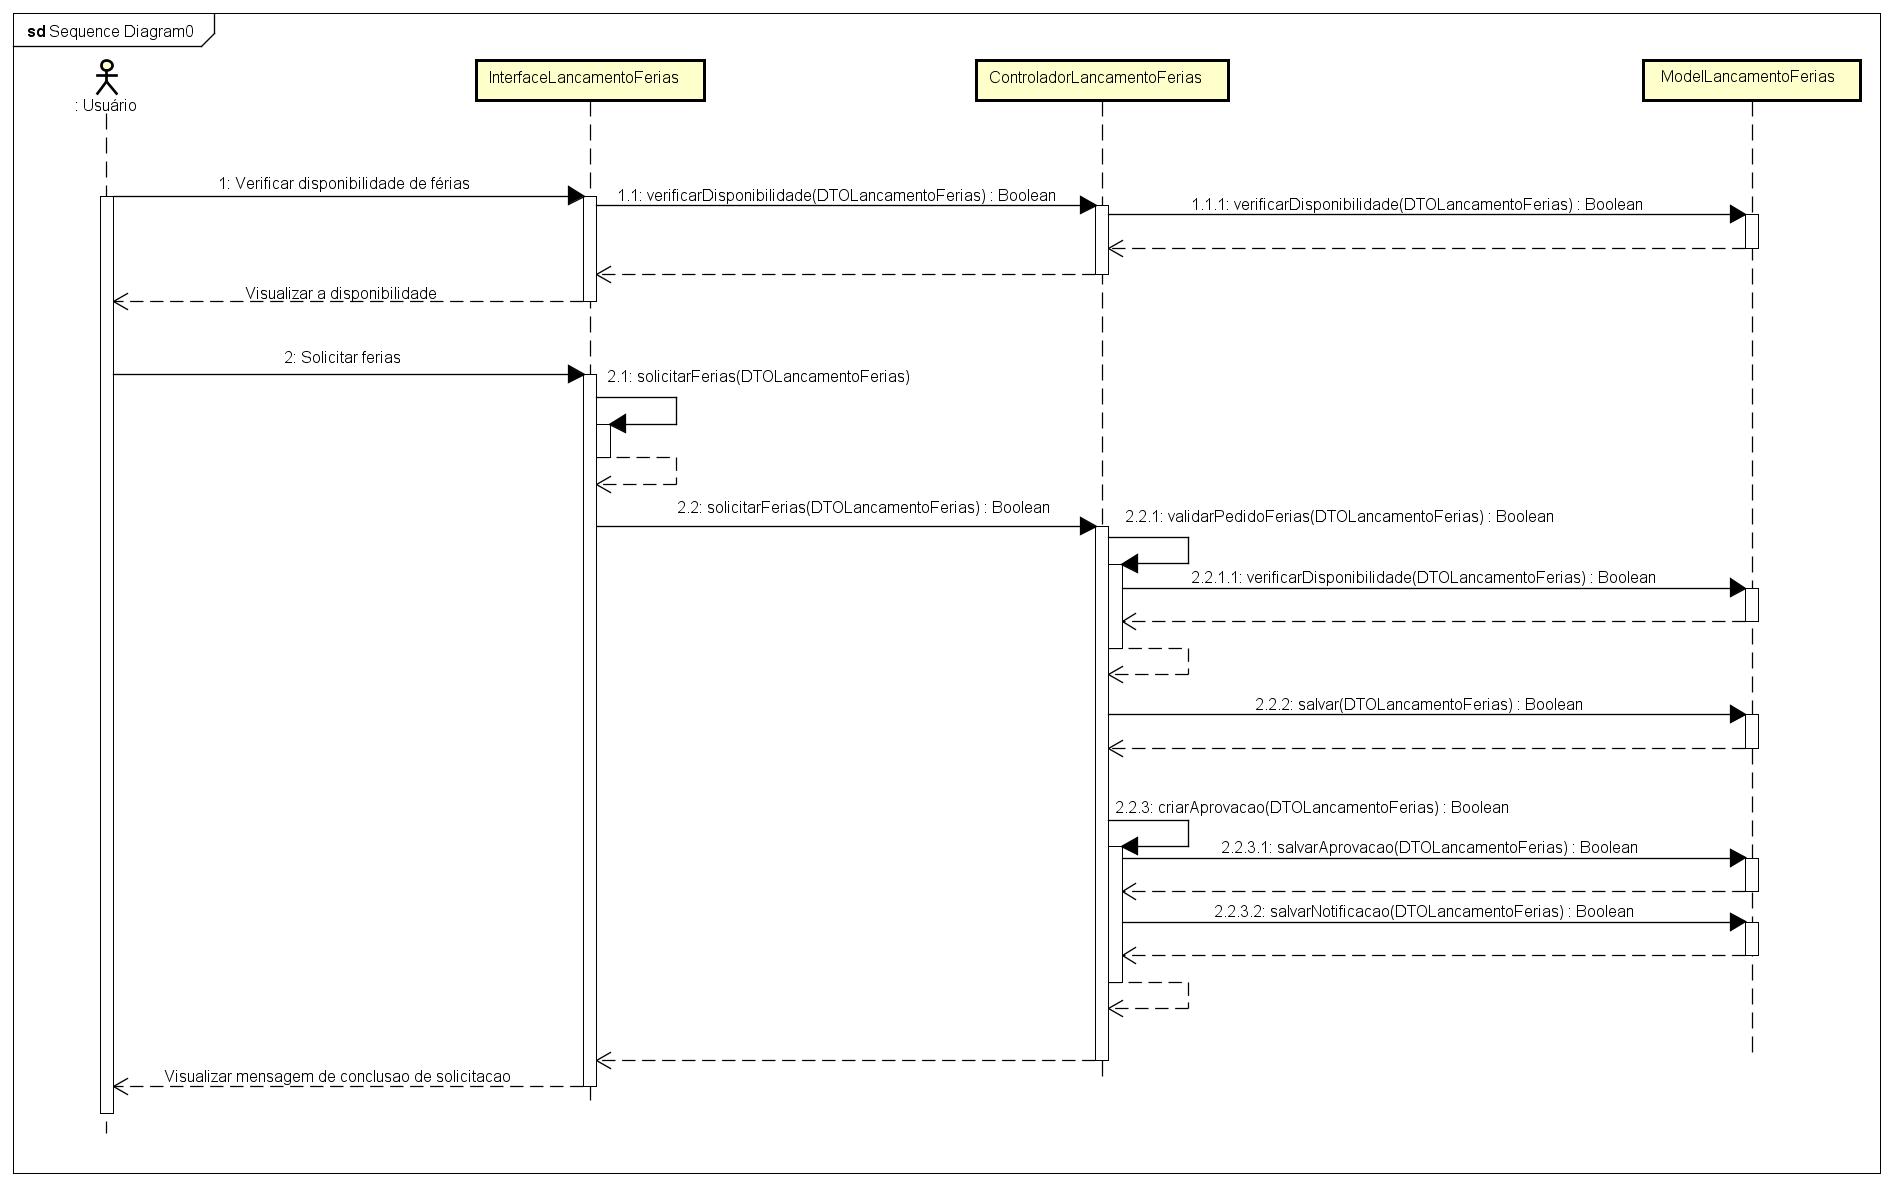 sd Sequence Diagram0
: Usuário
InterfaceLancamentoFerias
ControladorLancamentoFerias
ModelLancamentoFerias
1: Verificar disponibilidade de férias
1.1: verificarDisponibilidade(DTOLancamentoFerias) : Boolean
1.1.1: verificarDisponibilidade(DTOLancamentoFerias) : Boolean
Visualizar a disponibilidade
2: Solicitar ferias
2.1: solicitarFerias(DTOLancamentoFerias)
2.2: solicitarFerias(DTOLancamentoFerias) : Boolean
2.2.1: validarPedidoFerias(DTOLancamentoFerias) : Boolean
2.2.1.1: verificarDisponibilidade(DTOLancamentoFerias) : Boolean
2.2.2: salvar(DTOLancamentoFerias) : Boolean
2.2.3: criarAprovacao(DTOLancamentoFerias) : Boolean
2.2.3.1: salvarAprovacao(DTOLancamentoFerias) : Boolean
2.2.3.2: salvarNotificacao(DTOLancamentoFerias) : Boolean
Visualizar mensagem de conclusao de solicitacao